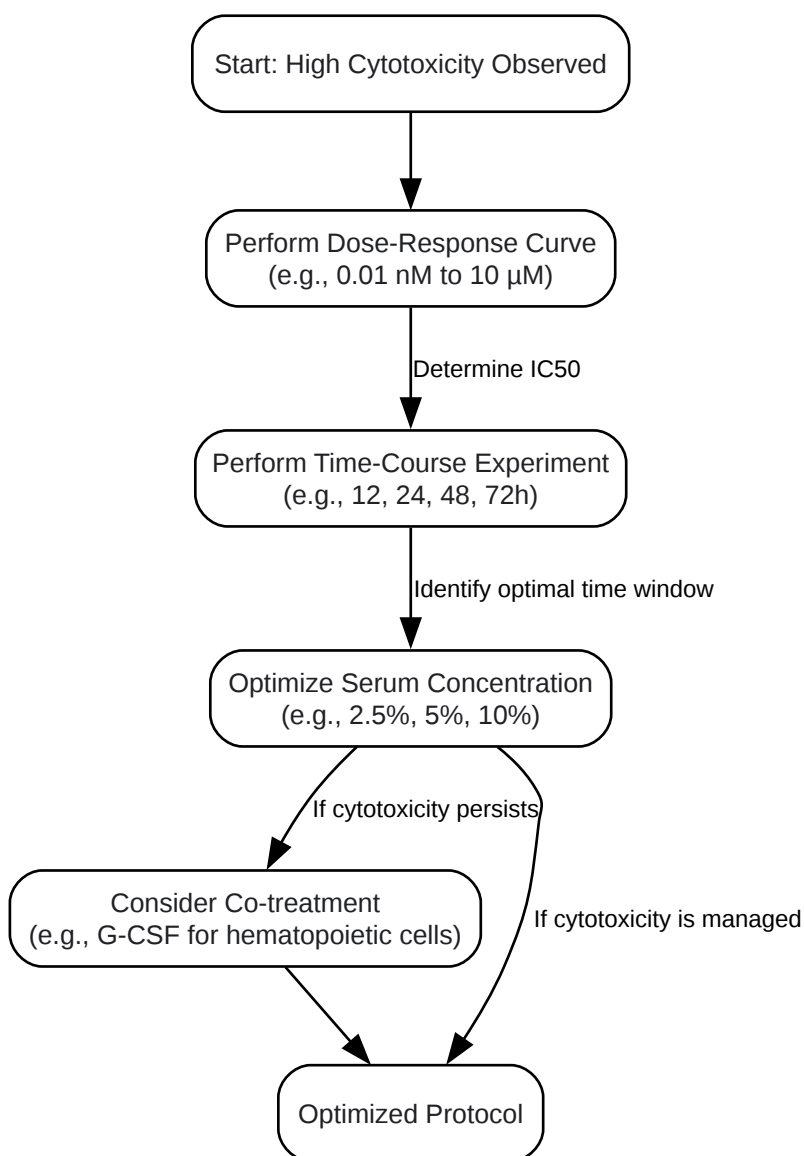 Start: High Cytotoxicity Observed
Perform Dose-Response Curve
(e.g., 0.01 nM to 10 µM)
Determine IC50
Perform Time-Course Experiment
(e.g., 12, 24, 48, 72h)
Identify optimal time window
Optimize Serum Concentration
(e.g., 2.5%, 5%, 10%)
If cytotoxicity persists
Consider Co-treatment
(e.g., G-CSF for hematopoietic cells)
If cytotoxicity is managed
Optimized Protocol